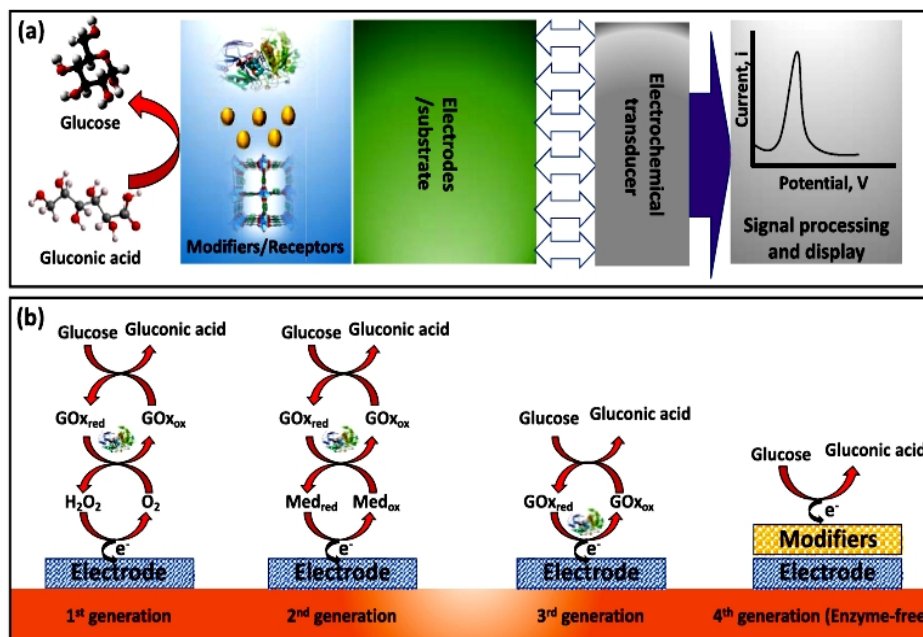 (a)
Glucose
Gluconic acid
Modifiers/Receptors
Electrodes
/substrate
Electrochemical
transducer
Current, i
Potential, V
Signal processing
and display
(b)
Glucose Gluconic acid
GOxred GOxox
H2O2 O2
e-
Electrode
1st generation
Glucose Gluconic acid
GOxred GOxox
Medred Medox
e-
Electrode
2nd generation
Glucose Gluconic acid
GOxred GOxox
e-
Electrode
3rd generation
Glucose Gluconic acid
e-
Modifiers
Electrode
4th generation (Enzyme-free